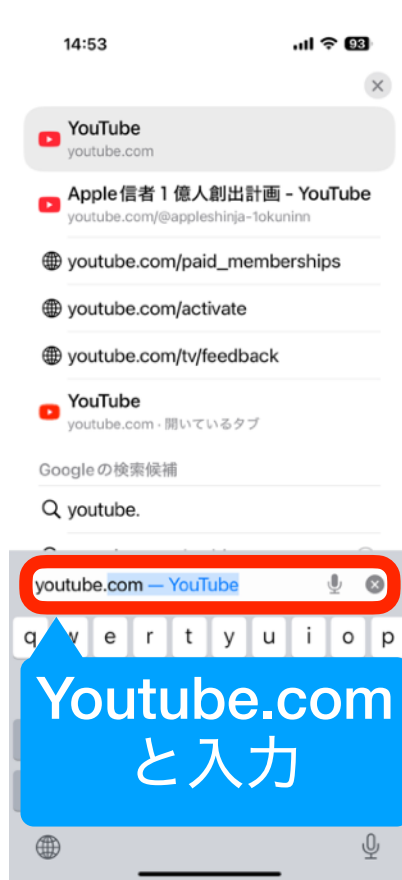 14:53
93
YouTube
youtube.com
Apple信者1億人創出計画 - YouTube
youtube.com/@appleshinja-1okuninn
youtube.com/paid_memberships
youtube.com/activate
youtube.com/tv/feedback
YouTube
youtube.com · 開いているタブ
Googleの検索候補
youtube.
youtube.com — YouTube
q w e r t y u i o p
Youtube.com
と入力